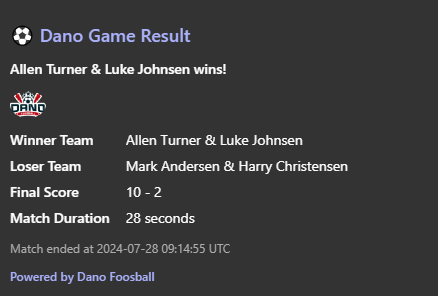 Dano Game Result
Allen Turner & Luke Johnsen wins!
DANO
Winner Team Allen Turner & Luke Johnsen
Loser Team Mark Andersen & Harry Christensen
Final Score 10 - 2
Match Duration 28 seconds
Match ended at 2024-07-28 09:14:55 UTC
Powered by Dano Foosball